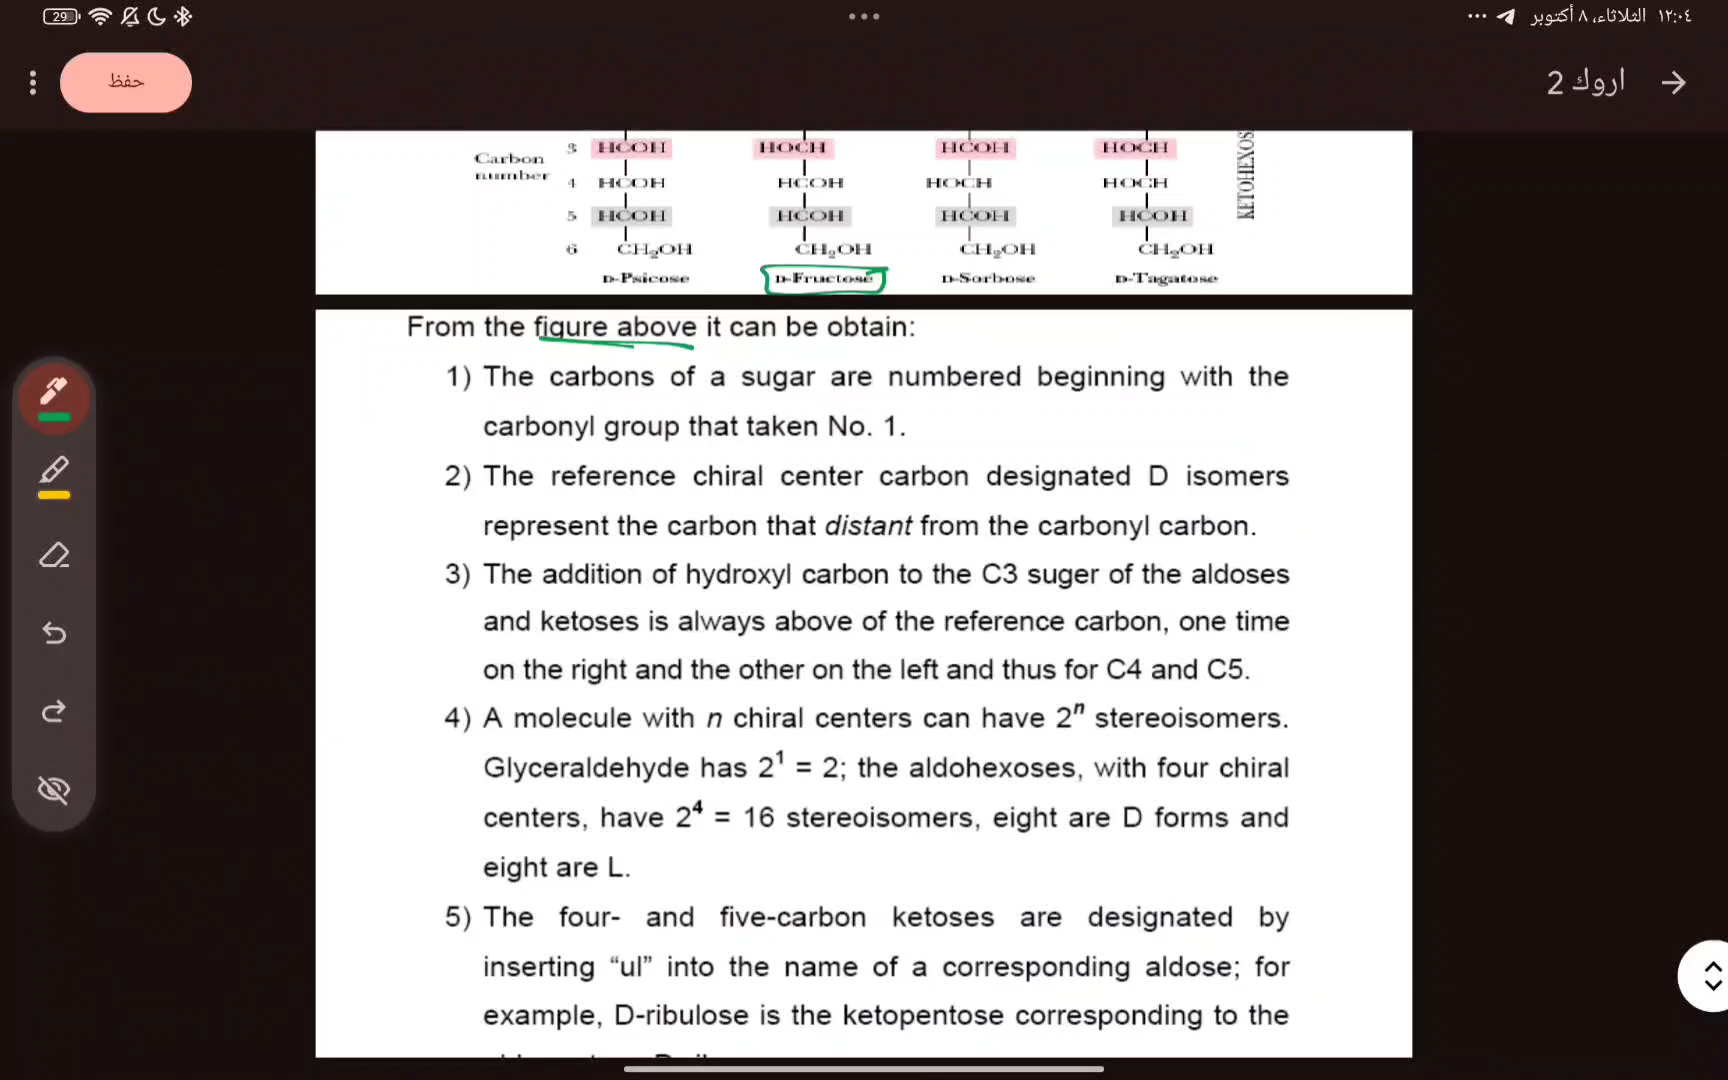 29
١٢:٠٤ الثلاثاء، ٨ أكتوبر
حفظ
اروك 2
Carbon number
3 HCOH HOCH HCOH HOCH
4 HCOH HCOH HOCH HOCH
5 HCOH HCOH HCOH HCOH
6 CH₂OH CH₂OH CH₂OH CH₂OH
D-Psicose D-Fructose D-Sorbose D-Tagatose
From the figure above it can be obtain:
1) The carbons of a sugar are numbered beginning with the
carbonyl group that taken No. 1.
2) The reference chiral center carbon designated D isomers
represent the carbon that distant from the carbonyl carbon.
3) The addition of hydroxyl carbon to the C3 suger of the aldoses
and ketoses is always above of the reference carbon, one time
on the right and the other on the left and thus for C4 and C5.
4) A molecule with n chiral centers can have 2ⁿ stereoisomers.
Glyceraldehyde has 2¹ = 2; the aldohexoses, with four chiral
centers, have 2⁴ = 16 stereoisomers, eight are D forms and
eight are L.
5) The four- and five-carbon ketoses are designated by
inserting “ul” into the name of a corresponding aldose; for
example, D-ribulose is the ketopentose corresponding to the